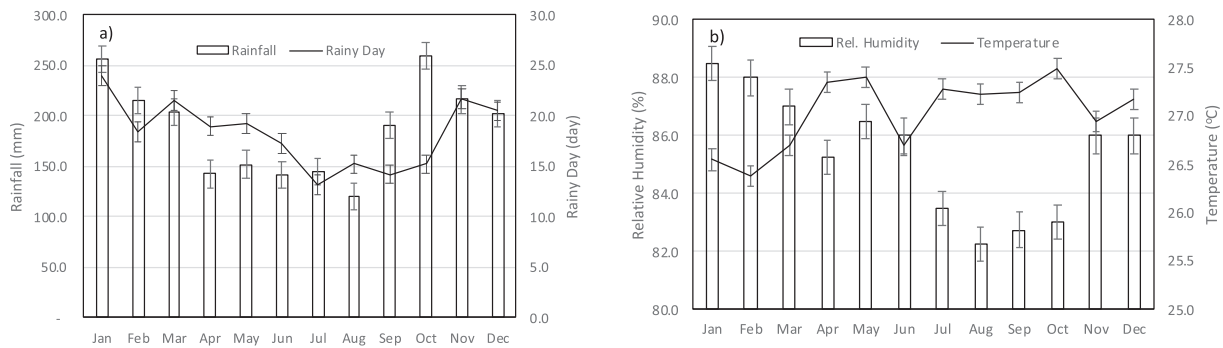 a)
Rainfall
Rainy Day
300.0
250.0
200.0
150.0
100.0
50.0
-
Rainfall (mm)
30.0
25.0
20.0
15.0
10.0
5.0
0.0
Rainy Day (day)
Jan Feb Mar Apr May Jun Jul Aug Sep Oct Nov Dec
b)
Rel. Humidity
Temperature
90.0
88.0
86.0
84.0
82.0
80.0
Relative Humidity (%)
28.0
27.5
27.0
26.5
26.0
25.5
25.0
Temperature (ºC)
Jan Feb Mar Apr May Jun Jul Aug Sep Oct Nov Dec